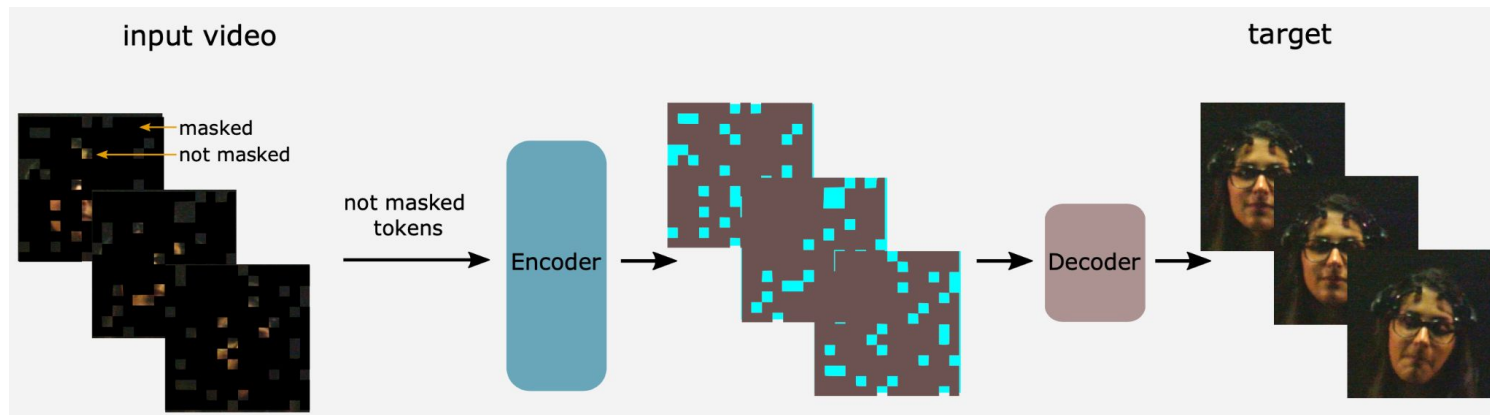 input video
target
masked
not masked
not masked
tokens
Encoder
Decoder